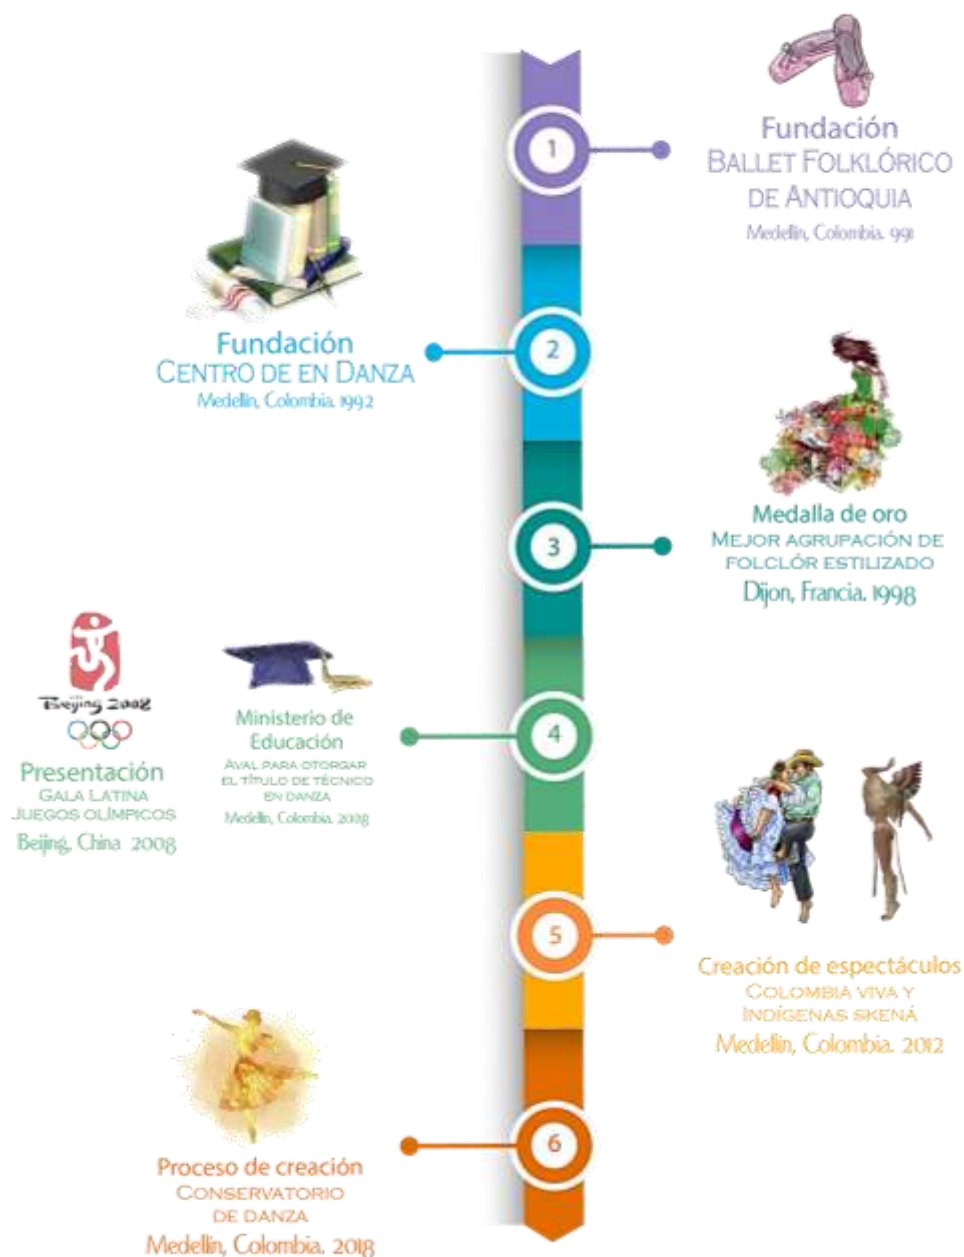 1
Fundación
BALLET FOLKLÓRICO
DE ANTIOQUIA
Medellín, Colombia. 991
2
Fundación
CENTRO DE EN DANZA
Medellín, Colombia. 1992
3
Medalla de oro
MEJOR AGRUPACIÓN DE
FOLCLÓR ESTILIZADO
Dijon, Francia. 1998
4
Beijing 2008
Presentación
GALA LATINA
JUEGOS OLÍMPICOS
Beijing, China 2008
Ministerio de
Educación
AVAL PARA OTORGAR
EL TÍTULO DE TÉCNICO
EN DANZA
Medellín, Colombia. 2008
5
Creación de espectáculos
COLOMBIA VIVA Y
INDÍGENAS SKENÁ
Medellín, Colombia. 2012
6
Proceso de creación
CONSERVATORIO
DE DANZA
Medellín, Colombia. 2018